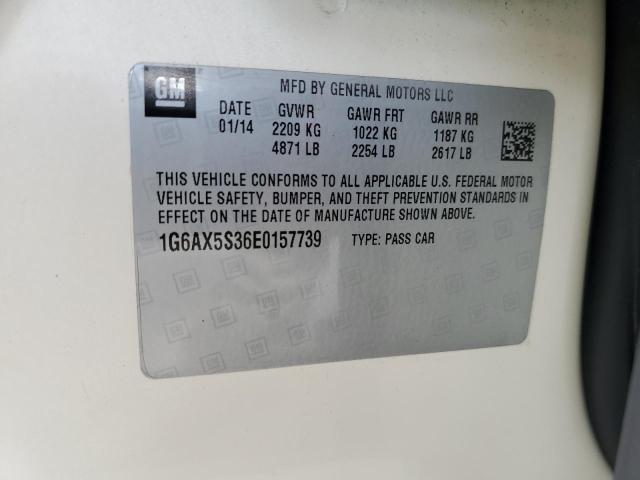 GM
MFD BY GENERAL MOTORS LLC
DATE GVWR GAWR FRT GAWR RR
01/14 2209 KG 1022 KG 1187 KG
4871 LB 2254 LB 2617 LB
THIS VEHICLE CONFORMS TO ALL APPLICABLE U.S. FEDERAL MOTOR
VEHICLE SAFETY, BUMPER, AND THEFT PREVENTION STANDARDS IN
EFFECT ON THE DATE OF MANUFACTURE SHOWN ABOVE.
1G6AX5S36E0157739 TYPE: PASS CAR